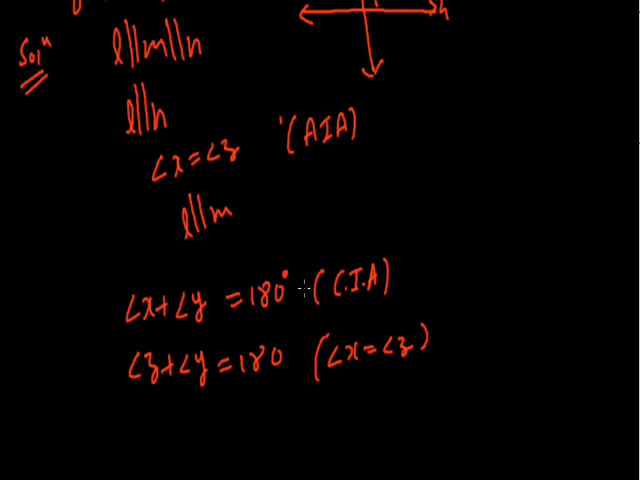 Solⁿ l||m||n
l||n
∠x=∠z (AIA)
l||m
∠x+∠y = 180° (C.I.A)
∠z+∠y = 180 (∠x=∠z)